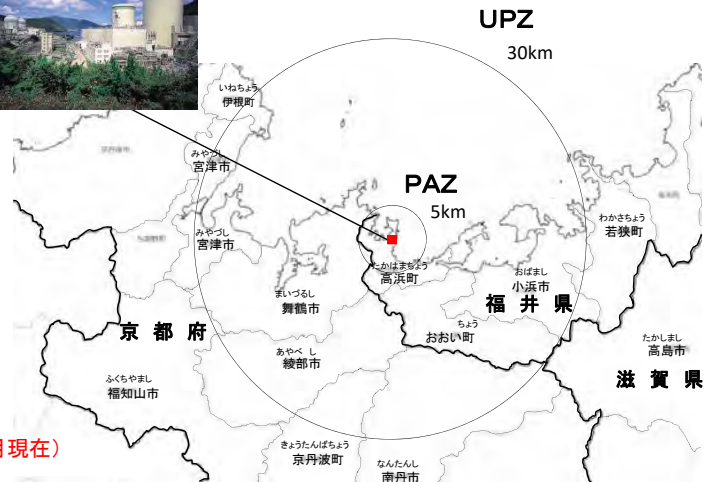 UPZ
30km
いねちょう
伊根町
みやづし
宮津市
PAZ
5km
わかさちょう
若狭町
みやづし
宮津市
たかはまちょう
高浜町
おばまし
小浜市
まいづるし
舞鶴市
福井県
ちょう
おおい町
京都府
たかしまし
高島市
あやべし
綾部市
滋賀県
ふくちやまし
福知山市
きょうたんばちょう
京丹波町
なんたんし
南丹市
現在）